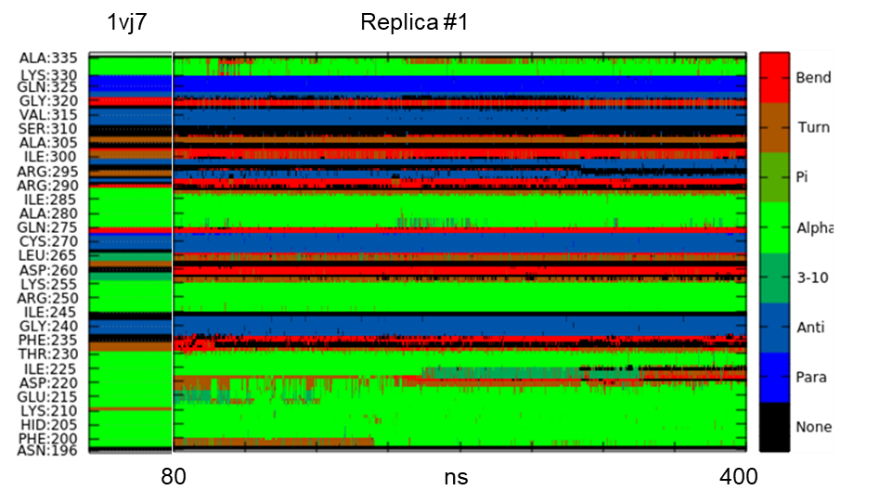 1vj7
Replica #1
ALA:335
LYS:330
GLN:325
GLY:320
VAL:315
SER:310
ALA:305
ILE:300
ARG:295
ARG:290
ILE:285
ALA:280
GLN:275
CYS:270
LEU:265
ASP:260
LYS:255
ARG:250
ILE:245
GLY:240
PHE:235
THR:230
ILE:225
ASP:220
GLU:215
LYS:210
HID:205
PHE:200
ASN:196
Bend
Turn
Pi
Alpha
3-10
Anti
Para
None
80
ns
400